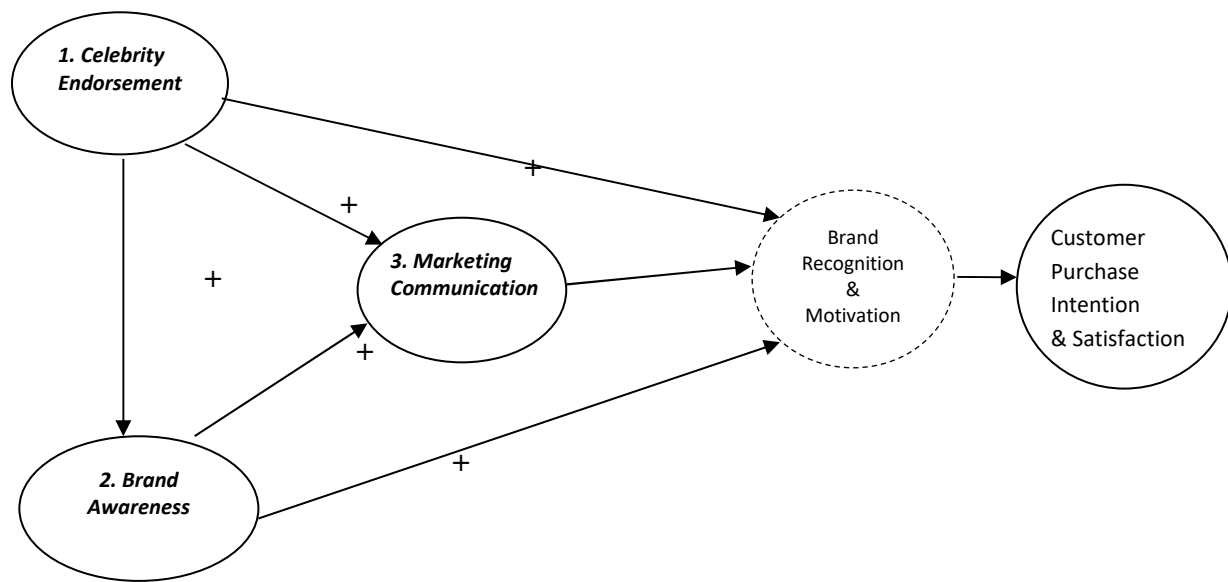 1. Celebrity
Endorsement
+
+
+
3. Marketing
Communication
+
+
2. Brand
Awareness
Brand
Recognition
&
Motivation
Customer
Purchase
Intention
& Satisfaction